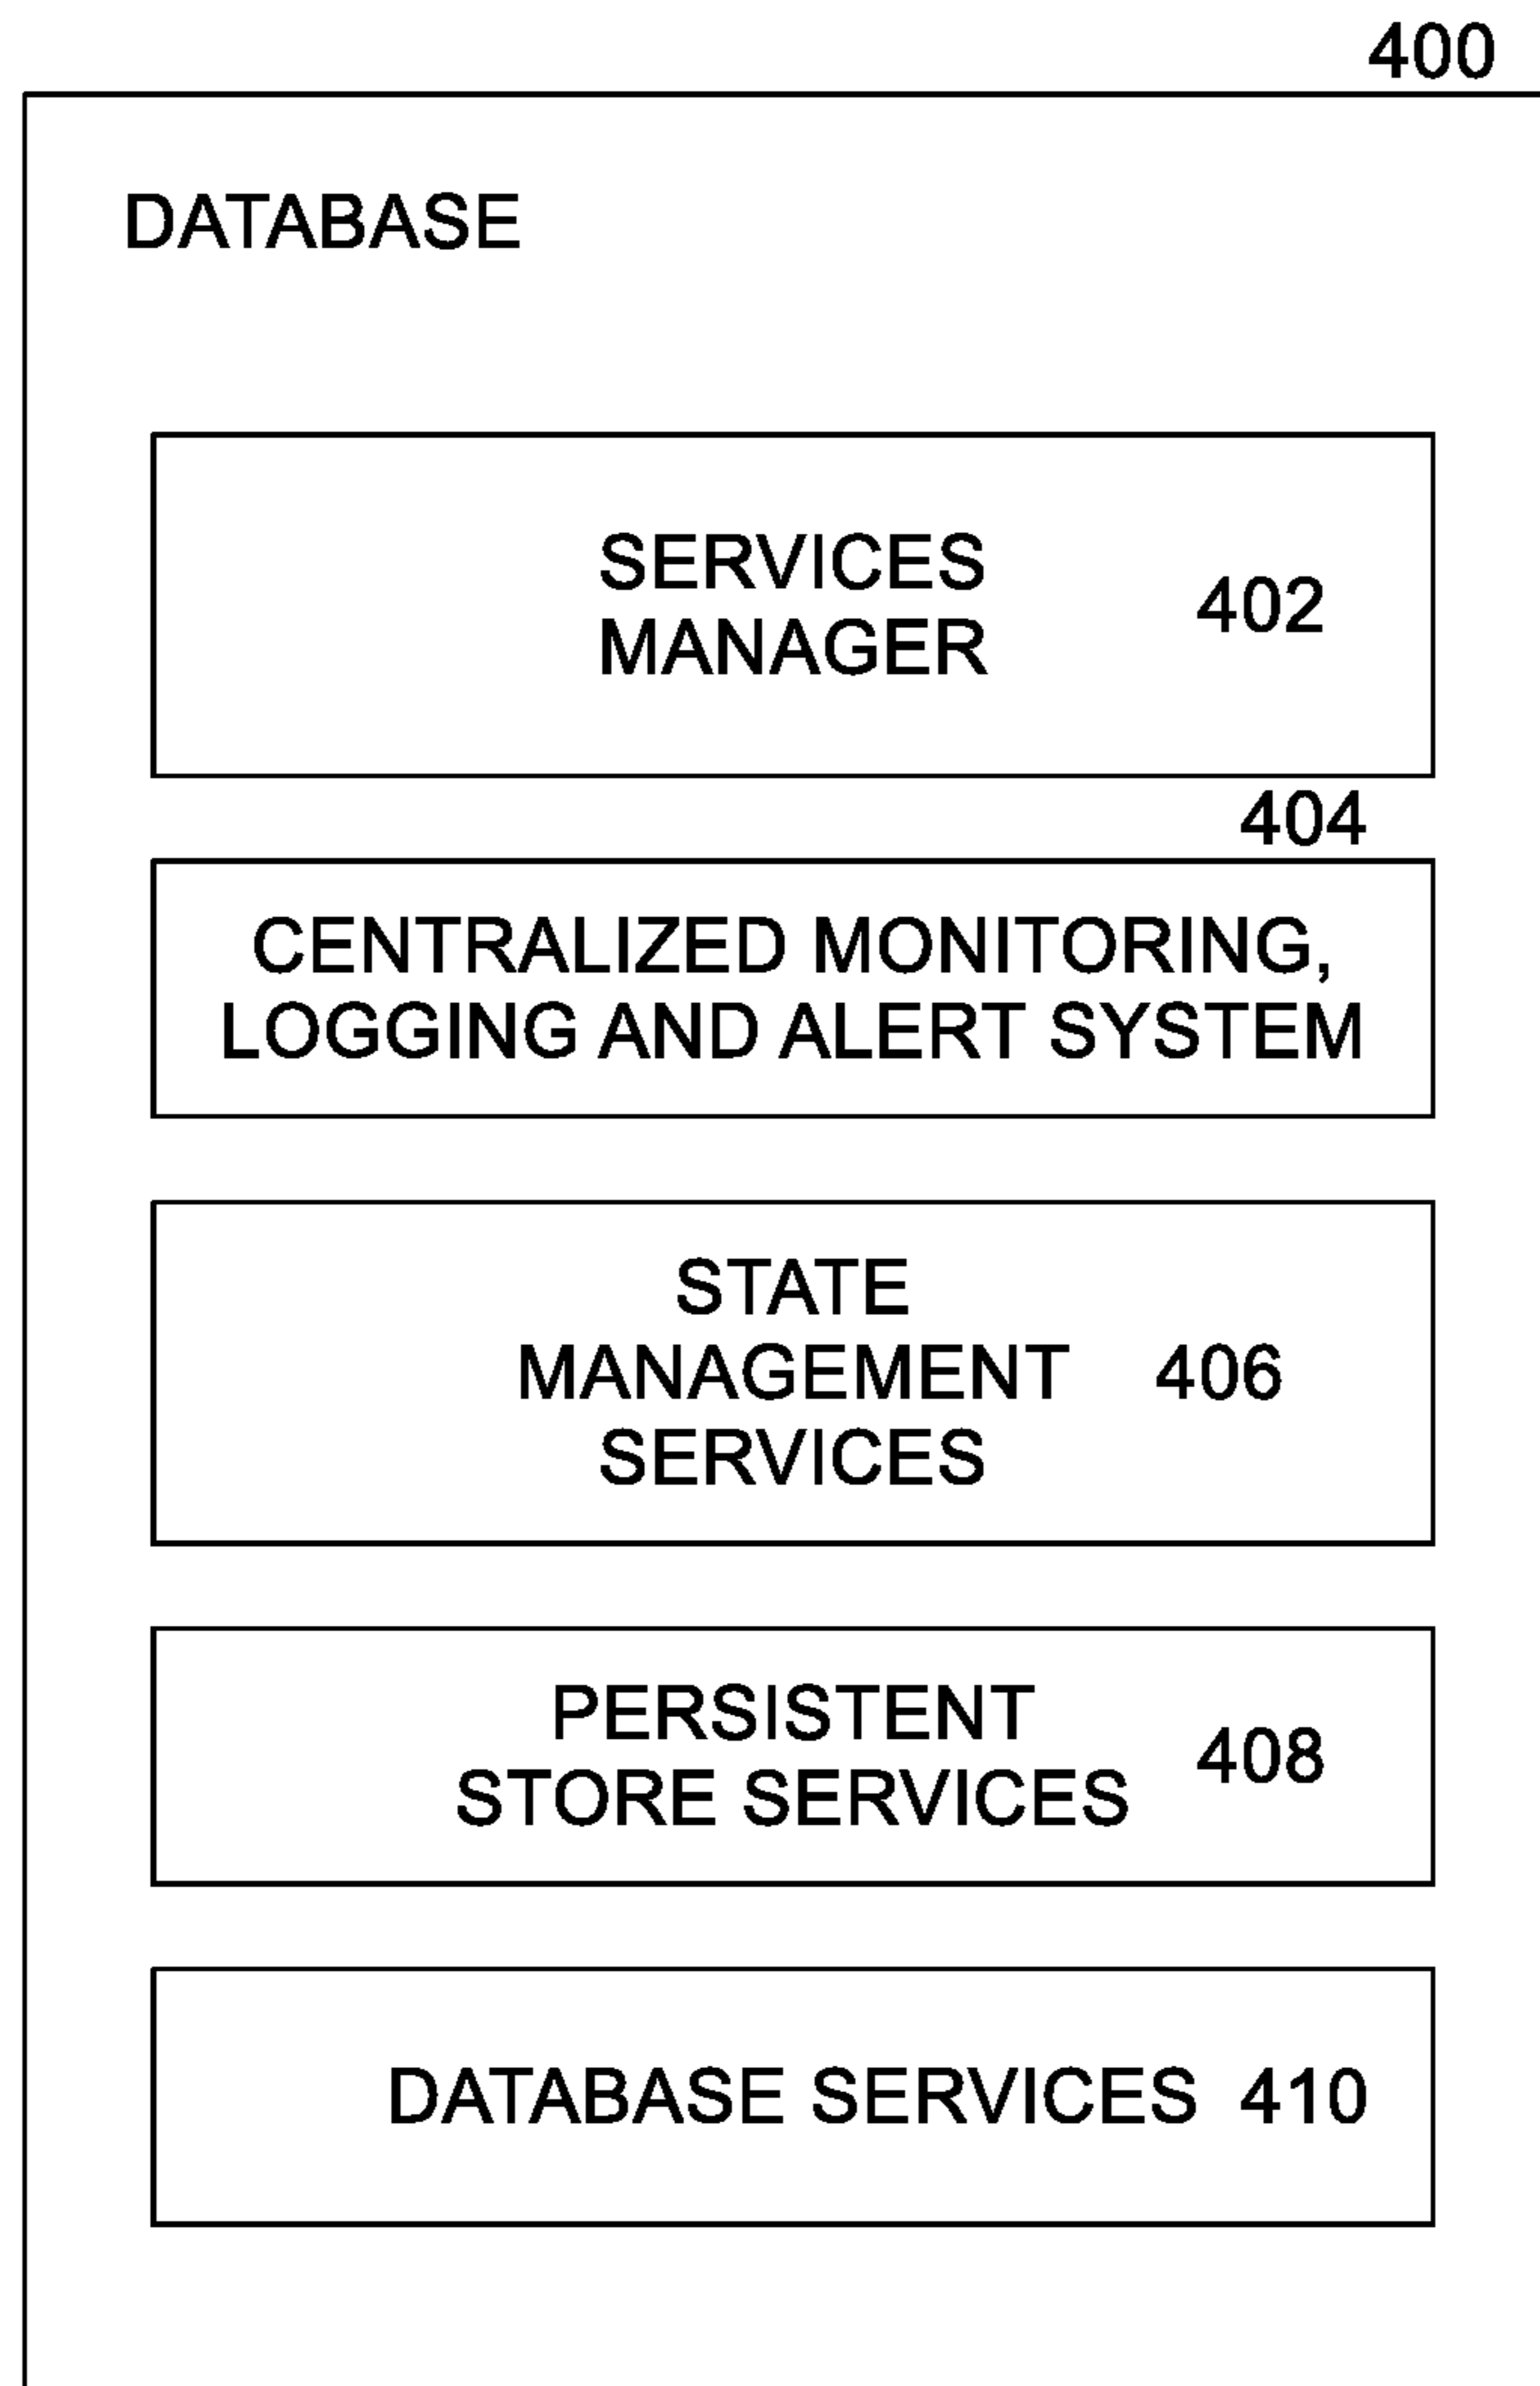 400
DATABASE
SERVICES
MANAGER
402
404
CENTRALIZED MONITORING,
LOGGING AND ALERT SYSTEM
STATE
MANAGEMENT 406
SERVICES
PERSISTENT
STORE SERVICES
408
DATABASE SERVICES 410